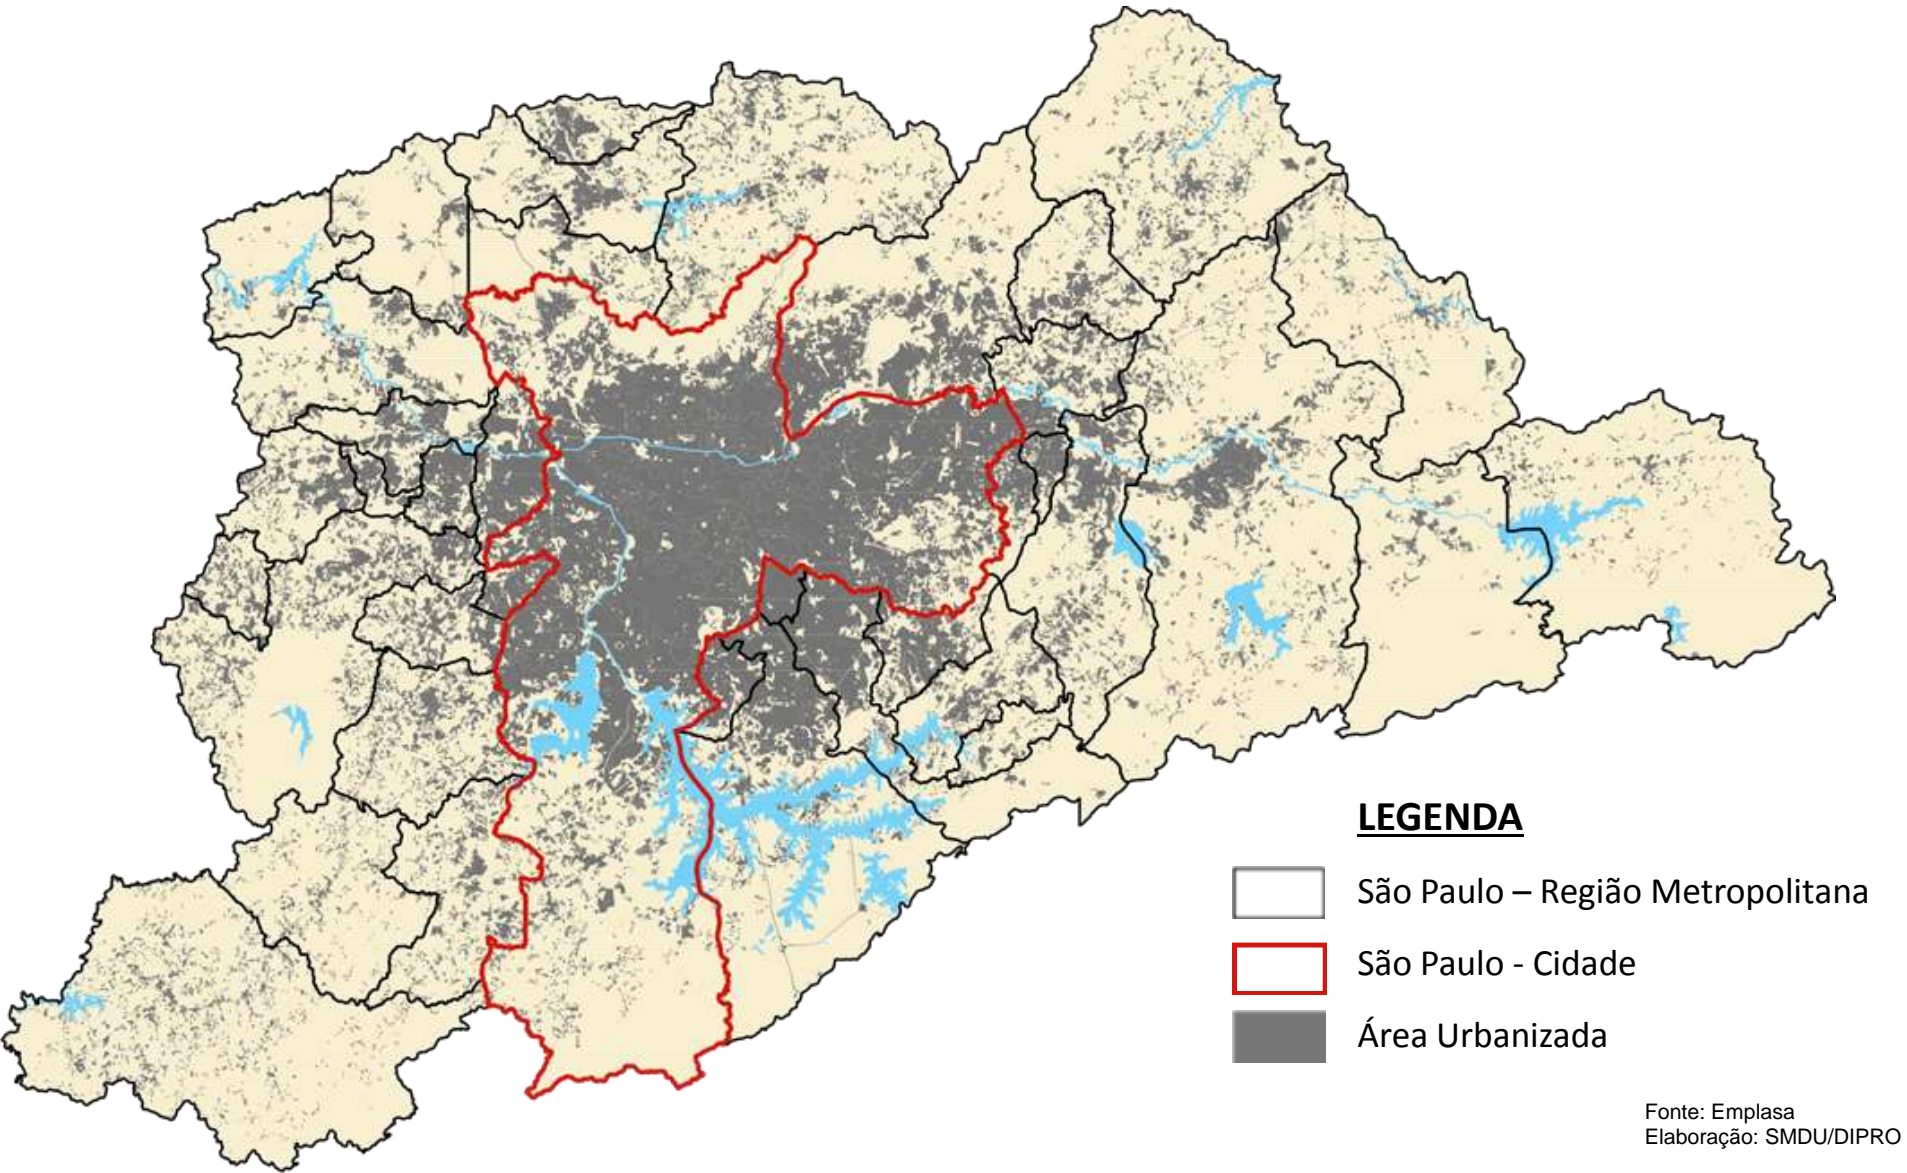 LEGENDA
São Paulo – Região Metropolitana
São Paulo - Cidade
Área Urbanizada
Fonte: Emplasa
Elaboração: SMDU/DIPRO